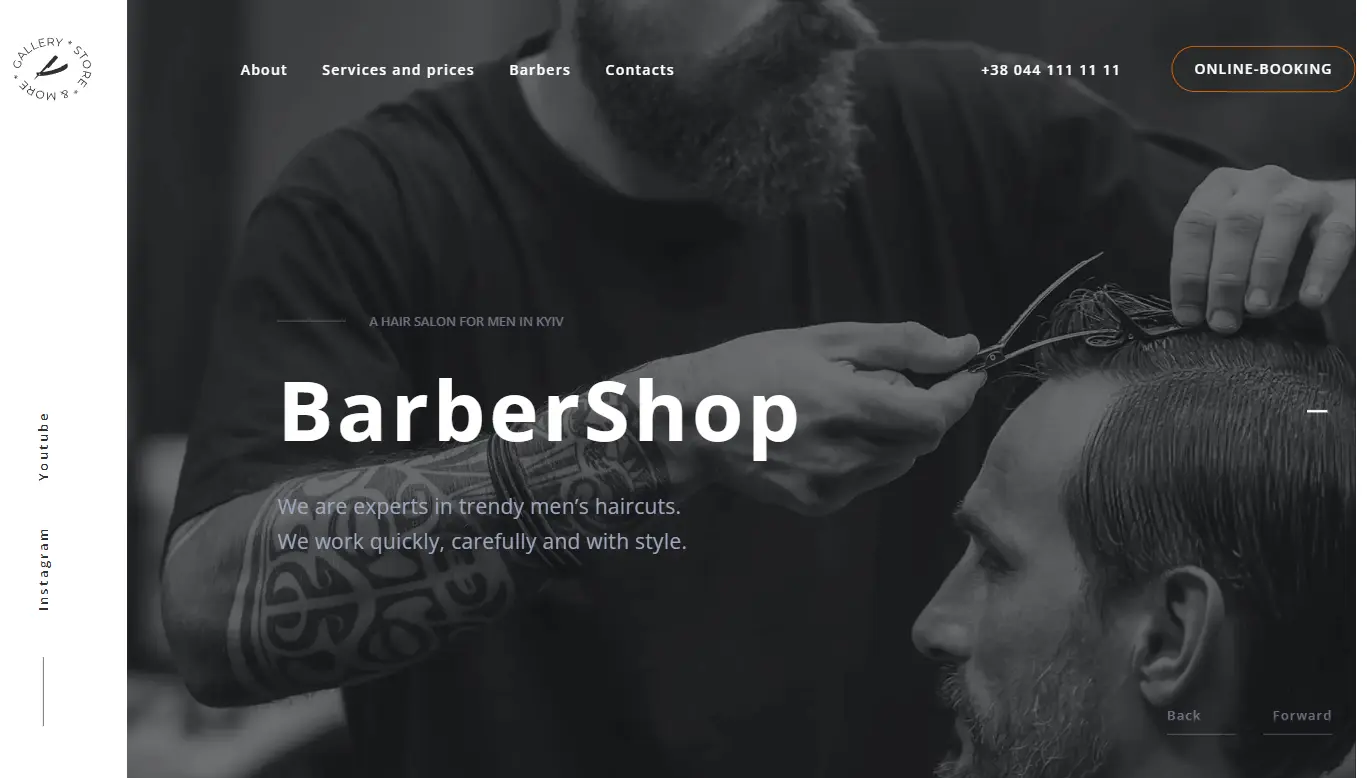 * GALLERY * STORE * & MORE
About
Services and prices
Barbers
Contacts
+38 044 111 11 11
ONLINE-BOOKING
A HAIR SALON FOR MEN IN KYIV
BarberShop
We are experts in trendy men’s haircuts.
We work quickly, carefully and with style.
Youtube
Instagram
Back
Forward